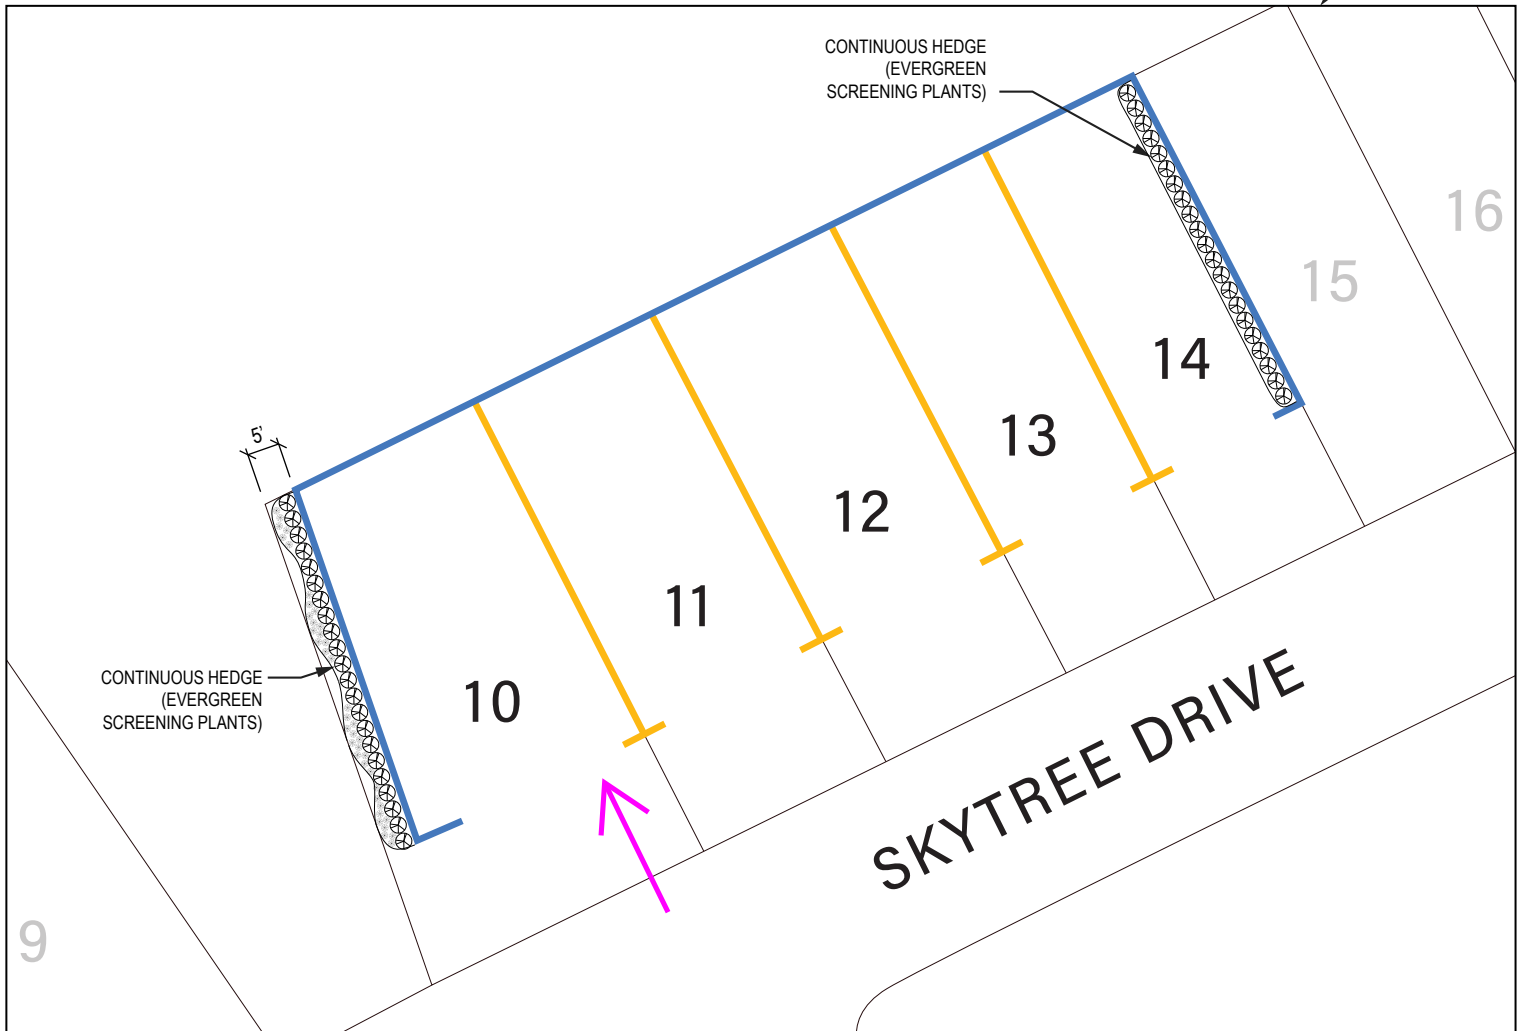 CONTINUOUS HEDGE
(EVERGREEN
SCREENING PLANTS)
16
15
14
13
5'
12
11
CONTINUOUS HEDGE
(EVERGREEN
SCREENING PLANTS)
10
SKYTREE DRIVE
9